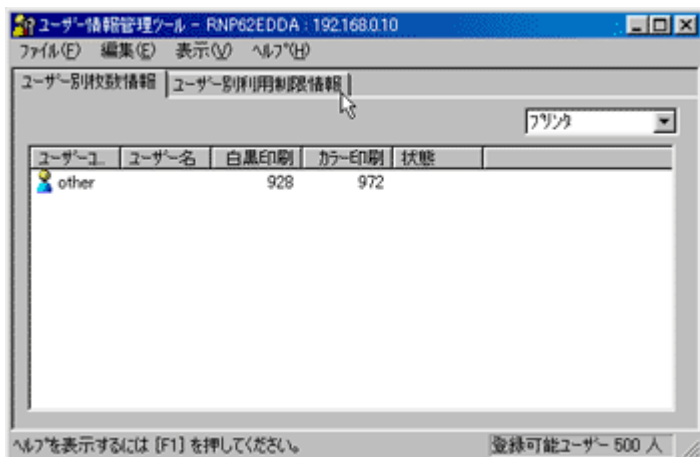 ユーザー情報管理ツール - RNP62EDDA : 192.168.0.10
ファイル(F) 編集(E) 表示(V) ヘルプ(H)
ユーザー別枚数情報 ユーザー別利用制限情報
プリンタ
ユーザーコ... ユーザー名 白黒印刷 カラー印刷 状態
other 928 972
ヘルプを表示するには [F1] を押してください。 登録可能ユーザー 500 人